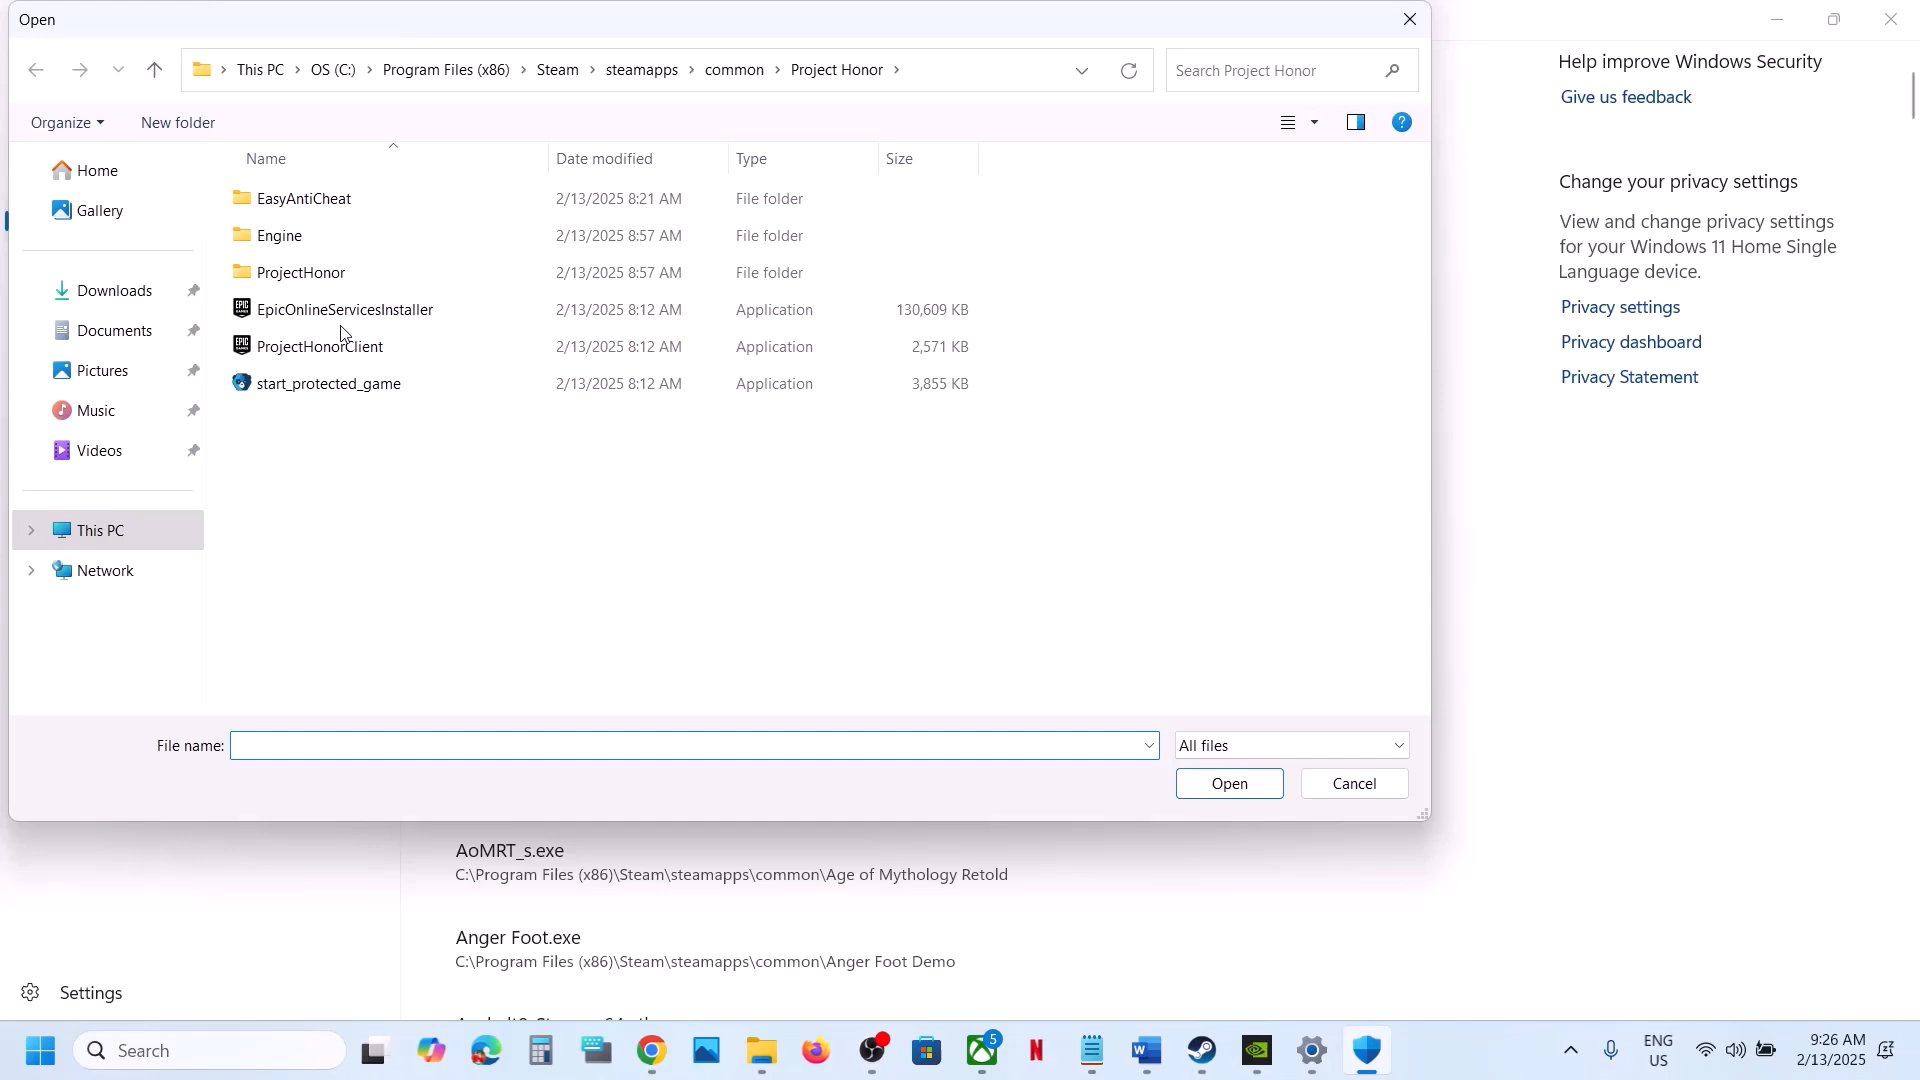 Open
This PC
OS (C:)
Program Files (x86)
Steam
steamapps
common
Project Honor
Search Project Honor
Organize
New folder
Name
Date modified
Type
Size
EasyAntiCheat 2/13/2025 8:21 AM File folder
Engine 2/13/2025 8:57 AM File folder
ProjectHonor 2/13/2025 8:57 AM File folder
EpicOnlineServicesInstaller 2/13/2025 8:12 AM Application 130,609 KB
ProjectHonorClient 2/13/2025 8:12 AM Application 2,571 KB
start_protected_game 2/13/2025 8:12 AM Application 3,855 KB
Home
Gallery
Downloads
Documents
Pictures
Music
Videos
This PC
Network
File name:
All files
Open
Cancel
Help improve Windows Security
Give us feedback
Change your privacy settings
View and change privacy settings
for your Windows 11 Home Single
Language device.
Privacy settings
Privacy dashboard
Privacy Statement
AoMRT_s.exe
C:\Program Files (x86)\Steam\steamapps\common\Age of Mythology Retold
Anger Foot.exe
C:\Program Files (x86)\Steam\steamapps\common\Anger Foot Demo
Settings
Search
5
ENG
US
9:26 AM
2/13/2025